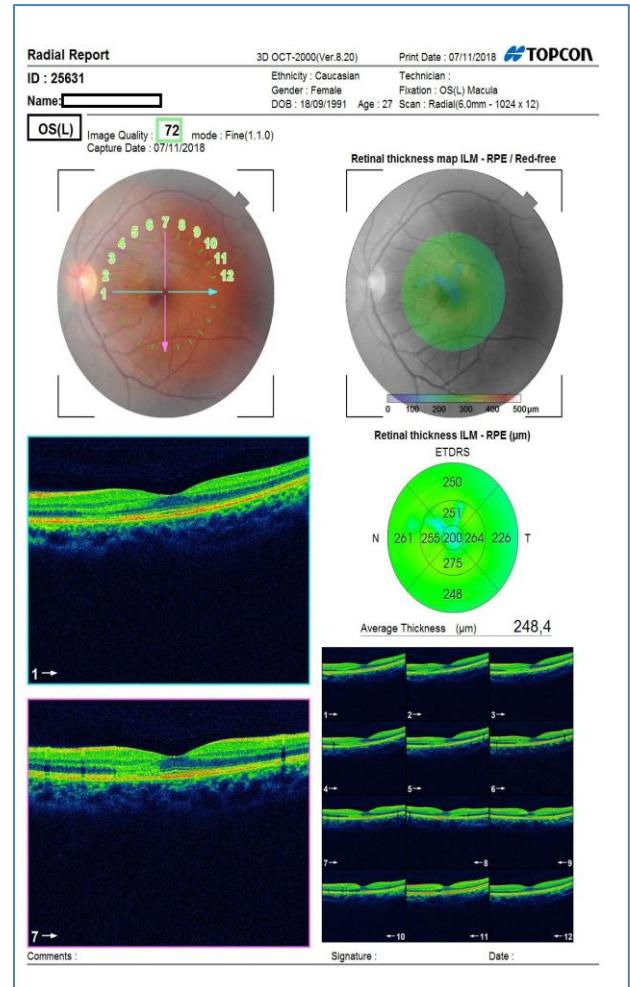 Radial Report
3D OCT-2000(Ver.8.20)
Print Date : 07/11/2018
TOPCON
ID : 25631
Ethnicity : Caucasian
Technician :
Gender : Female
Fixation : OS(L) Macula
Name:
DOB : 18/09/1991 Age : 27
Scan : Radial(6,0mm - 1024 x 12)
OS(L)
Image Quality : 72 mode : Fine(1.1.0)
Capture Date : 07/11/2018
Retinal thickness map ILM - RPE / Red-free
7
6
8
5
9
4
10
3
11
2
12
1
0 100 200 300 400 500µm
Retinal thickness ILM - RPE (µm)
ETDRS
250
251
N 261 255 200 264 226 T
275
248
Average Thickness (µm) 248,4
1→
1→ 2→ 3→
4→ 5→ 6→
7→ ←8 ←9
←10 ←11 ←12
7→
Comments :
Signature :
Date :